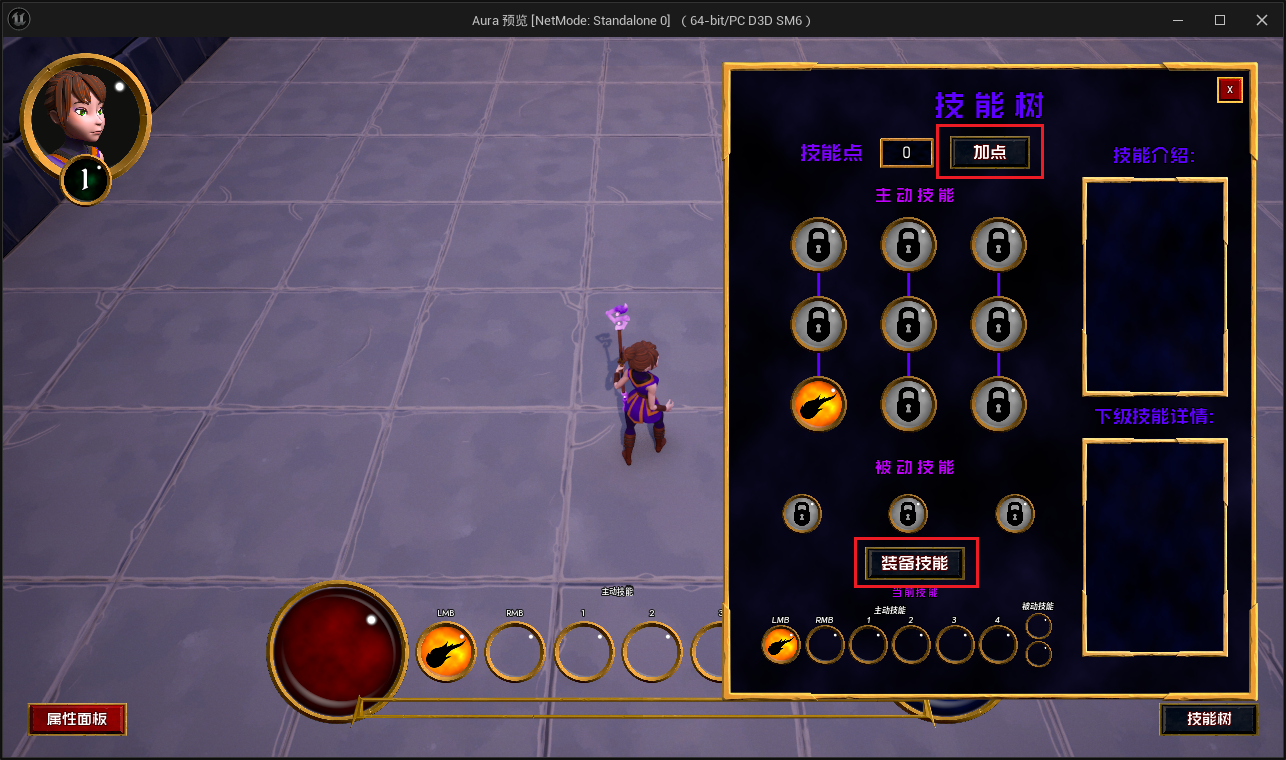 Aura 预览 [NetMode: Standalone 0] （64-bit/PC D3D SM6）
1
技能树
X
技能点
0
加点
技能介绍:
主动技能
下级技能详情:
被动技能
装备技能
当前技能
主动技能
LMB
RMB
1
2
3
主动技能
被动技能
LMB
RMB
1
2
3
4
属性面板
技能树